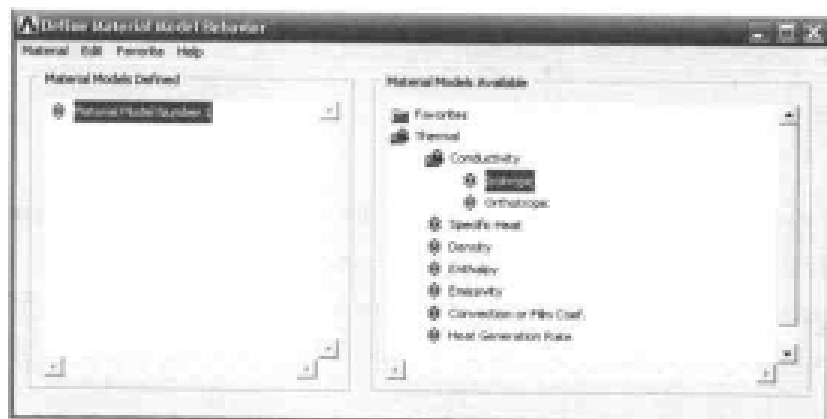 Define Material Model Behavior
Material Edit Favorite Help
Material Models Defined
Material Model Number 1
Material Models Available
Favorites
Thermal
Conductivity
Isotropic
Orthotropic
Specific Heat
Density
Enthalpy
Emissivity
Convection or Film Coef.
Heat Generation Rate